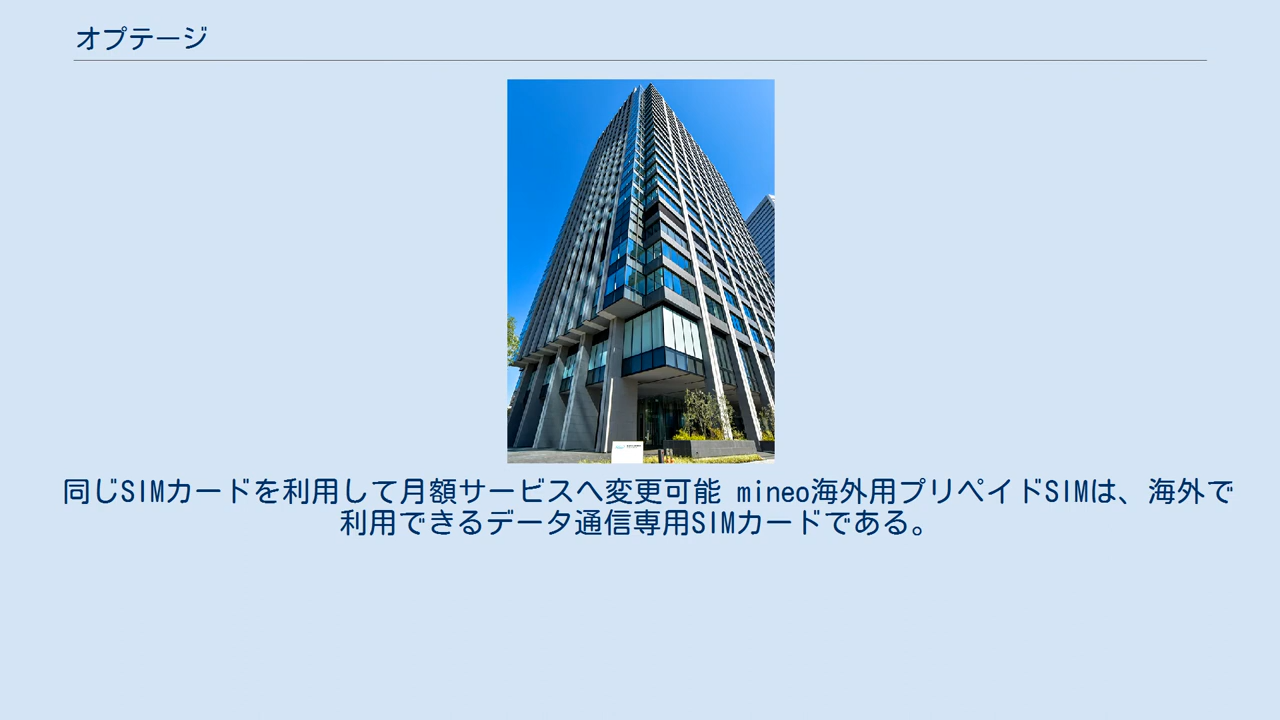 オプテージ
同じSIMカードを利用して月額サービスへ変更可能 mineo海外用プリペイドSIMは、海外で
利用できるデータ通信専用SIMカードである。